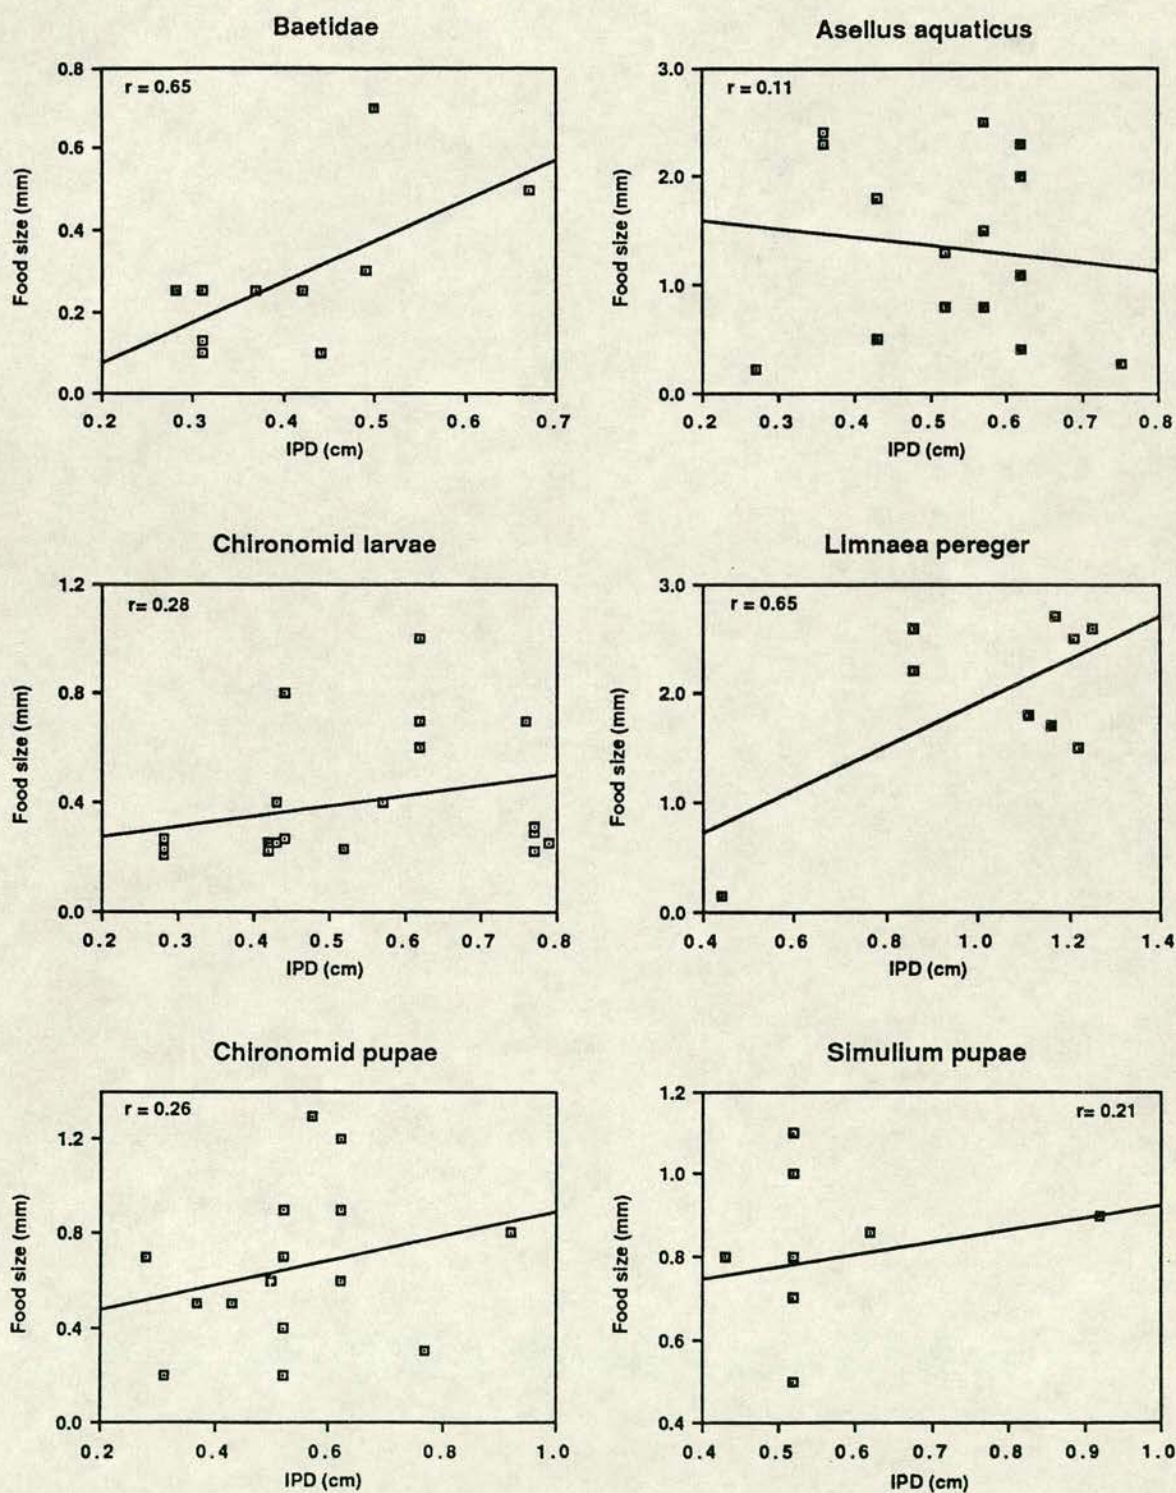 Baetidae
r = 0.65
0.8
0.6
0.4
0.2
0.0
Food size (mm)
0.2 0.3 0.4 0.5 0.6 0.7
IPD (cm)
Asellus aquaticus
r = 0.11
3.0
2.0
1.0
0.0
Food size (mm)
0.2 0.3 0.4 0.5 0.6 0.7 0.8
IPD (cm)
Chironomid larvae
r= 0.28
1.2
0.8
0.4
0.0
Food size (mm)
0.2 0.3 0.4 0.5 0.6 0.7 0.8
IPD (cm)
Limnaea pereger
r = 0.65
3.0
2.0
1.0
0.0
Food size (mm)
0.4 0.6 0.8 1.0 1.2 1.4
IPD (cm)
Chironomid pupae
r = 0.26
1.2
0.8
0.4
0.0
Food size (mm)
0.2 0.4 0.6 0.8 1.0
IPD (cm)
Simulium pupae
r= 0.21
1.2
1.0
0.8
0.6
0.4
Food size (mm)
0.4 0.5 0.6 0.7 0.8 0.9 1.0
IPD (cm)